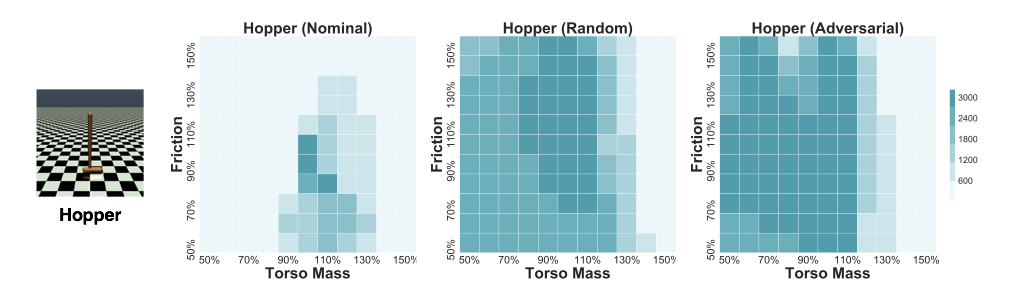 Hopper
Hopper (Nominal)
150%
130%
110%
90%
70%
50%
Friction
50% 70% 90% 110% 130% 150%
Torso Mass
Hopper (Random)
150%
130%
110%
90%
70%
50%
Friction
50% 70% 90% 110% 130% 150%
Torso Mass
Hopper (Adversarial)
150%
130%
110%
90%
70%
50%
Friction
50% 70% 90% 110% 130% 150%
Torso Mass
3000
2400
1800
1200
600